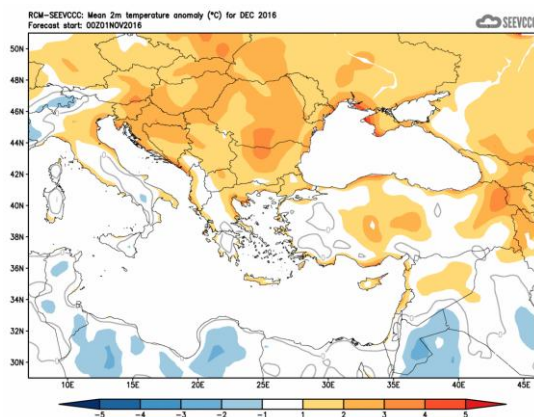 RCM-SEEVCCC: Mean 2m temperature anomaly (°C) for DEC 2016
Forecast start: 00Z01NOV2016
SEEVCCC
50N
48N
46N
44N
42N
40N
38N
36N
34N
32N
30N
10E 15E 20E 25E 30E 35E 40E 45E
-5 -4 -3 -2 -1 1 2 3 4 5